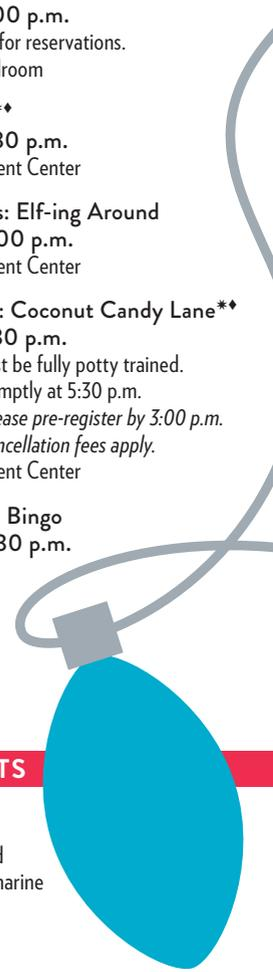 00 p.m.
for reservations.
lroom
*♦
30 p.m.
ent Center
s: Elf-ing Around
00 p.m.
ent Center
: Coconut Candy Lane*♦
30 p.m.
st be fully potty trained.
mptly at 5:30 p.m.
ease pre-register by 3:00 p.m.
ncellation fees apply.
ent Center
Bingo
30 p.m.
TS
d
marine